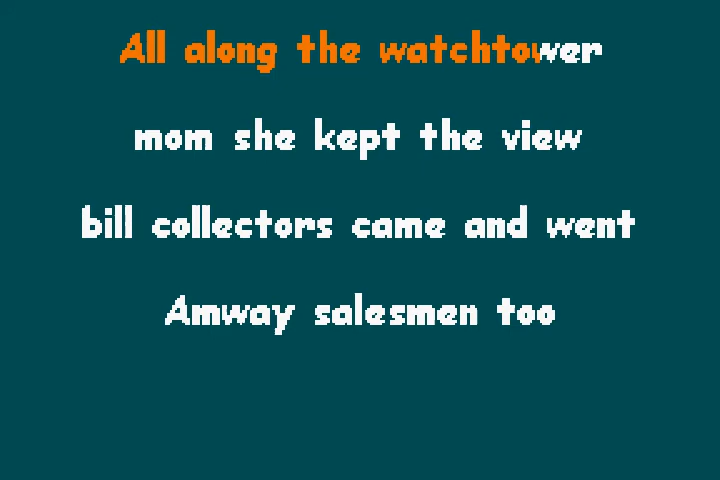 All along the watchtower
mom she kept the view
bill collectors came and went
Amway salesmen too